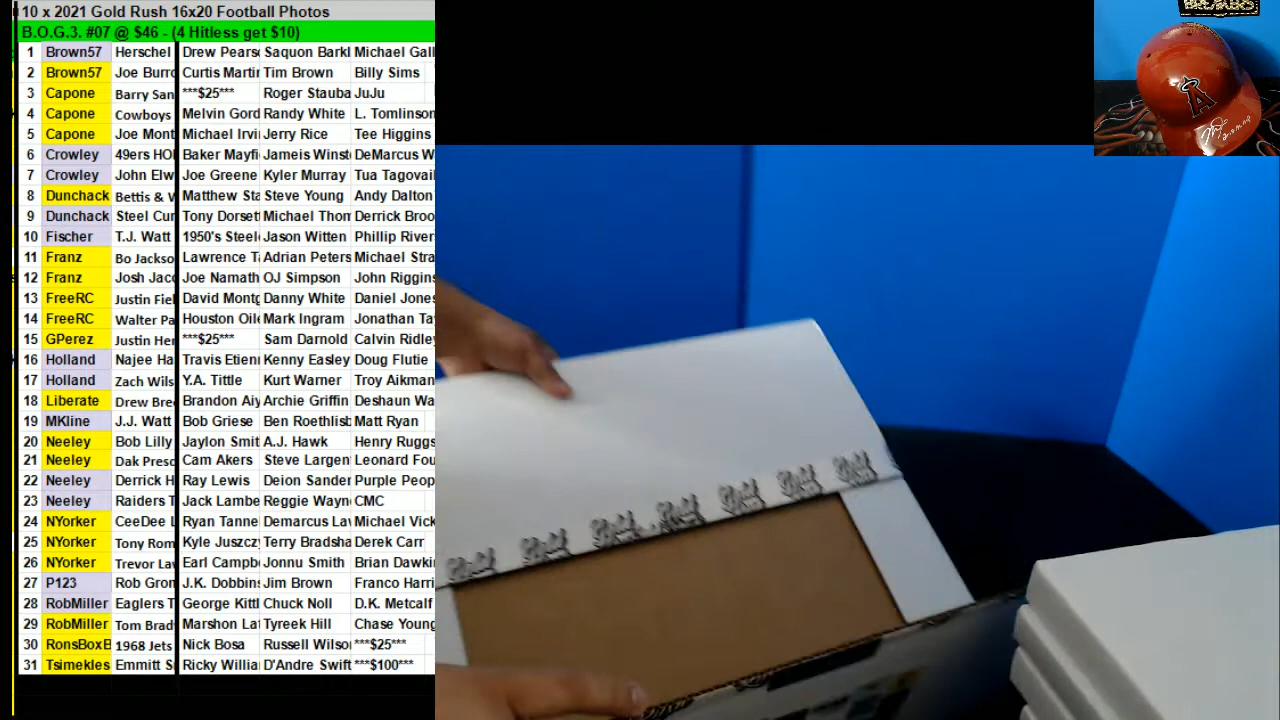 10 x 2021 Gold Rush 16x20 Football Photos
B.O.G.3. #07 @ $46 - (4 Hitless get $10)
1 Brown57 Herschel Drew Pears Saquon Barkl Michael Gall
2 Brown57 Joe Burro Curtis Martin Tim Brown Billy Sims
3 Capone Barry San ***$25*** Roger Stauba JuJu
4 Capone Cowboys Melvin Gord Randy White L. Tomlinson
5 Capone Joe Mont Michael Irvi Jerry Rice Tee Higgins
6 Crowley 49ers HO Baker Mayfi Jameis Winst DeMarcus W
7 Crowley John Elw Joe Greene Kyler Murray Tua Tagovail
8 Dunchack Bettis & W Matthew Sta Steve Young Andy Dalton
9 Dunchack Steel Cur Tony Dorset Michael Thom Derrick Broo
10 Fischer T.J. Watt 1950's Steel Jason Witten Phillip River
11 Franz Bo Jackso Lawrence Ta Adrian Peters Michael Stra
12 Franz Josh Jac Joe Namath OJ Simpson John Riggins
13 FreeRC Justin Fiel David Montg Danny White Daniel Jones
14 FreeRC Walter Pa Houston Oile Mark Ingram Jonathan Ta
15 GPerez Justin Her ***$25*** Sam Darnold Calvin Ridley
16 Holland Najee Ha Travis Etien Kenny Easley Doug Flutie
17 Holland Zach Wils Y.A. Tittle Kurt Warner Troy Aikman
18 Liberate Drew Bree Brandon Aiy Archie Griffin Deshaun Wa
19 MKline J.J. Watt Bob Griese Ben Roethlisb Matt Ryan
20 Neeley Bob Lilly Jaylon Smit A.J. Hawk Henry Ruggs
21 Neeley Dak Presc Cam Akers Steve Largent Leonard Fou
22 Neeley Derrick H Ray Lewis Deion Sander Purple Peop
23 Neeley Raiders T Jack Lambe Reggie Wayne CMC
24 NYorker CeeDee L Ryan Tanne Demarcus La Michael Vick
25 NYorker Tony Rom Kyle Juszczy Terry Bradsha Derek Carr
26 NYorker Trevor La Earl Campb Jonnu Smith Brian Dawki
27 P123 Rob Gron J.K. Dobbins Jim Brown Franco Harri
28 RobMiller Eaglers T George Kittl Chuck Noll D.K. Metcalf
29 RobMiller Tom Brad Marshon La Tyreek Hill Chase Young
30 RonsBoxB 1968 Jets Nick Bosa Russell Wilso ***$25***
31 Tsimekles Emmitt S Ricky Willia D'Andre Swift ***$100***
A